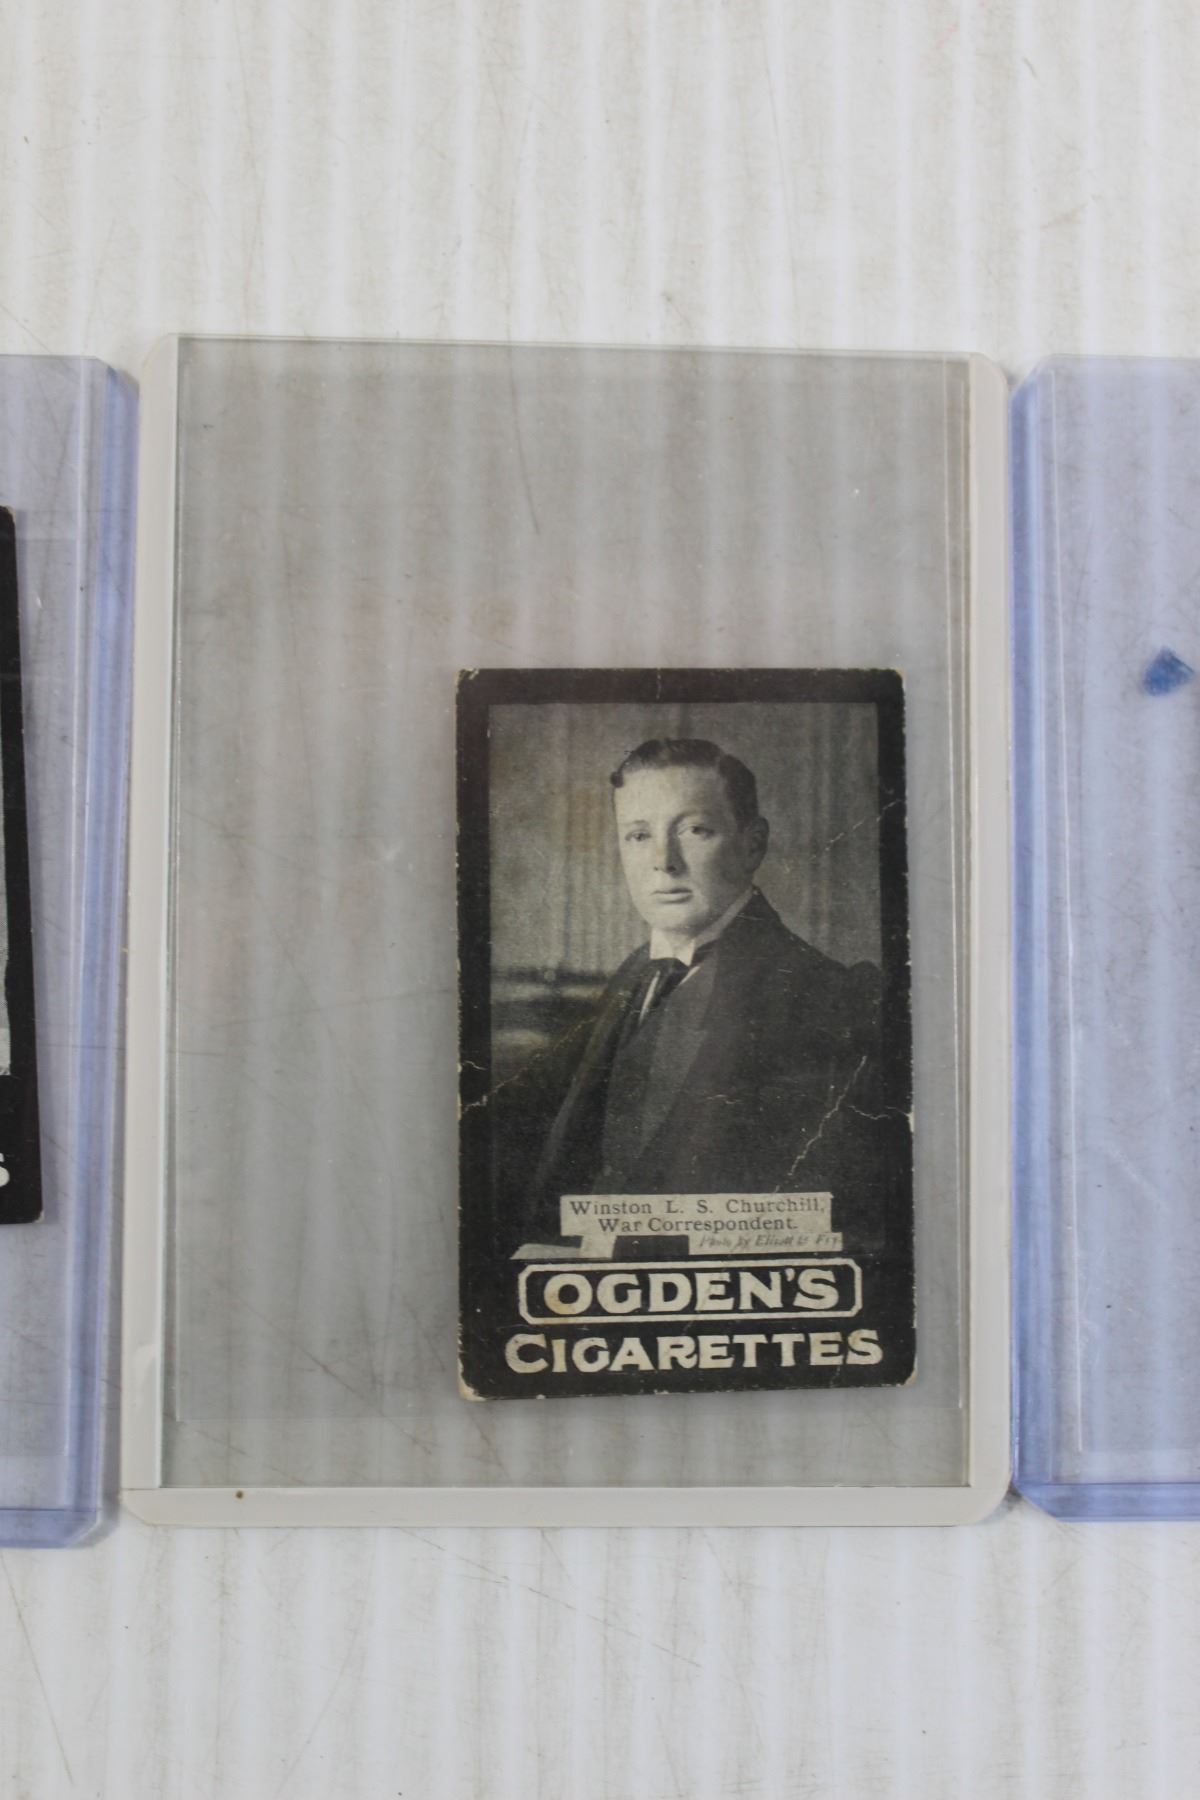 Winston L. S. Churchill,
War Correspondent.
Photo by Elliott & Fry
OGDEN'S
CIGARETTES
S